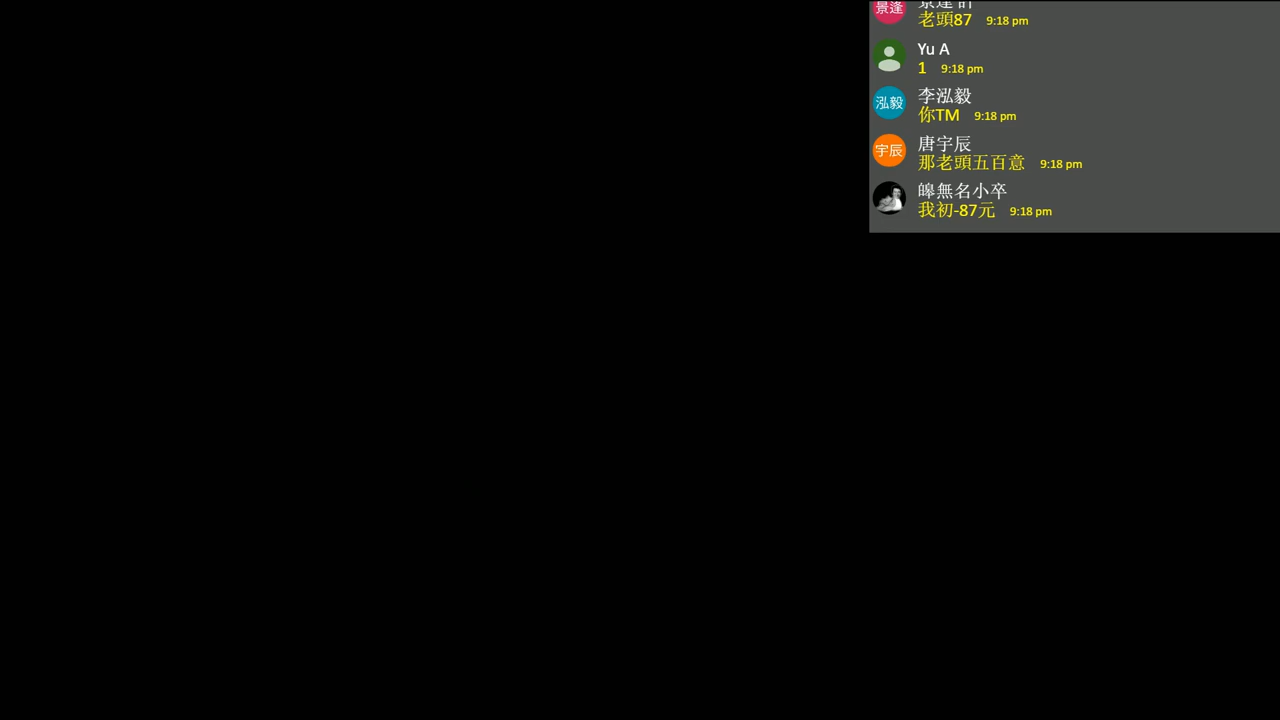 景逢
老頭87 9:18 pm
Yu A
1 9:18 pm
泓毅
李泓毅
你TM 9:18 pm
宇辰
唐宇辰
那老頭五百意 9:18 pm
皞無名小卒
我初-87元 9:18 pm